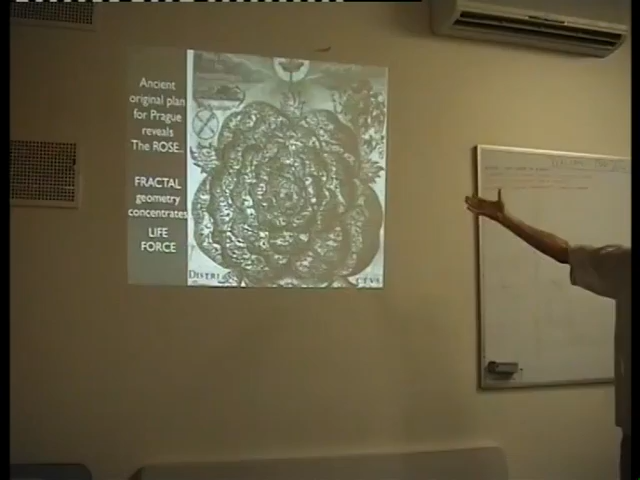 Ancient
original plan
for Prague
reveals
The ROSE..
FRACTAL
geometry
concentrates
LIFE
FORCE